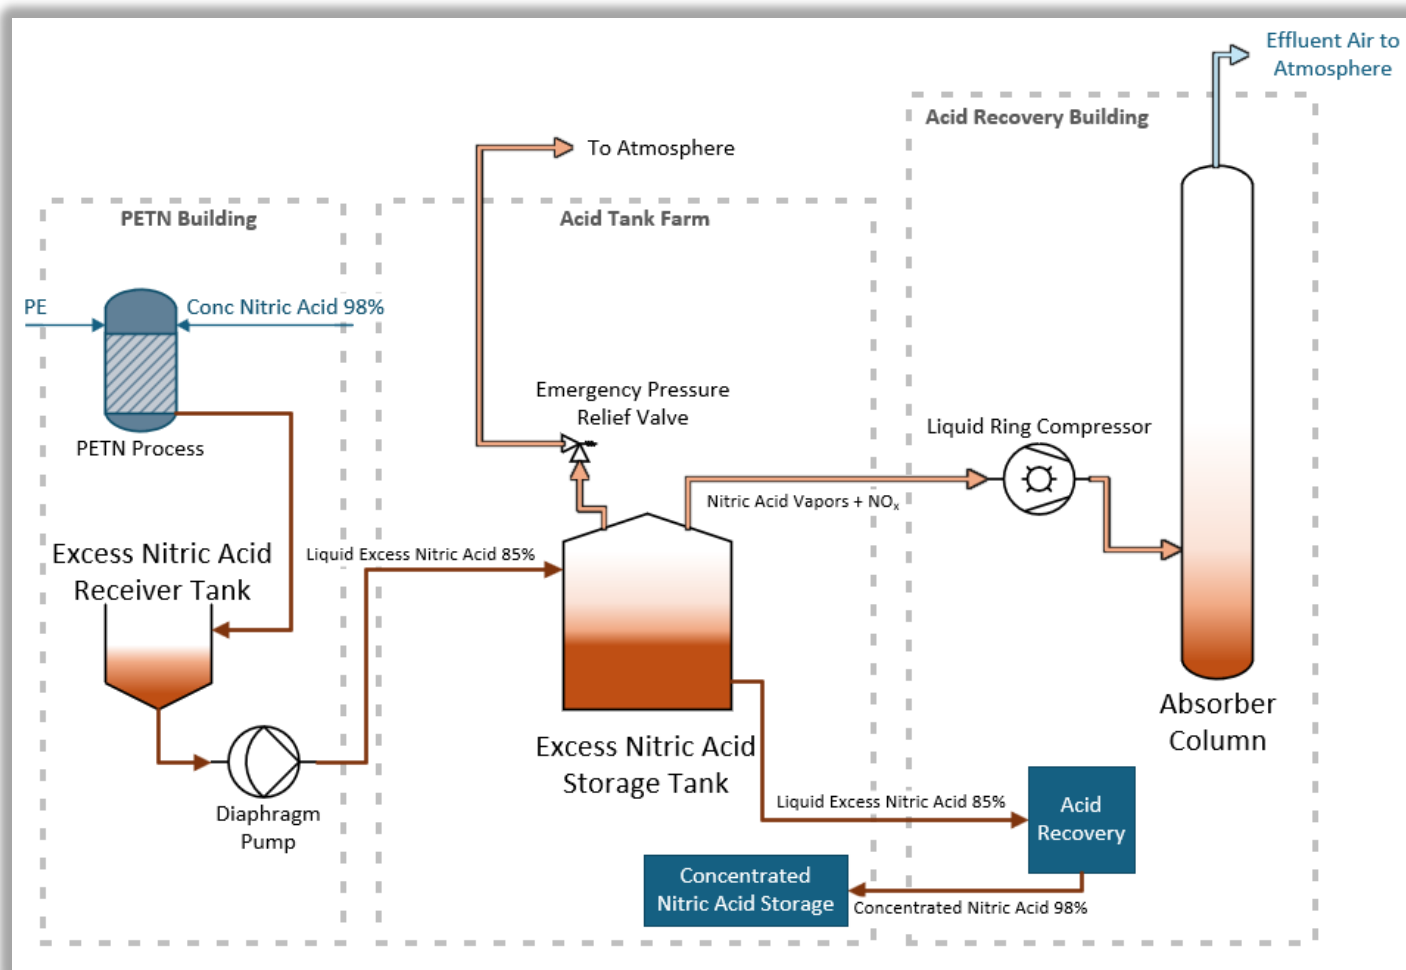 Effluent Air to
Atmosphere
Acid Recovery Building
To Atmosphere
PETN Building
Acid Tank Farm
PE
Conc Nitric Acid 98%
PETN Process
Emergency Pressure
Relief Valve
Liquid Ring Compressor
Nitric Acid Vapors + NOₓ
Excess Nitric Acid
Receiver Tank
Liquid Excess Nitric Acid 85%
Absorber
Column
Excess Nitric Acid
Storage Tank
Diaphragm
Pump
Liquid Excess Nitric Acid 85%
Acid
Recovery
Concentrated
Nitric Acid Storage
Concentrated Nitric Acid 98%